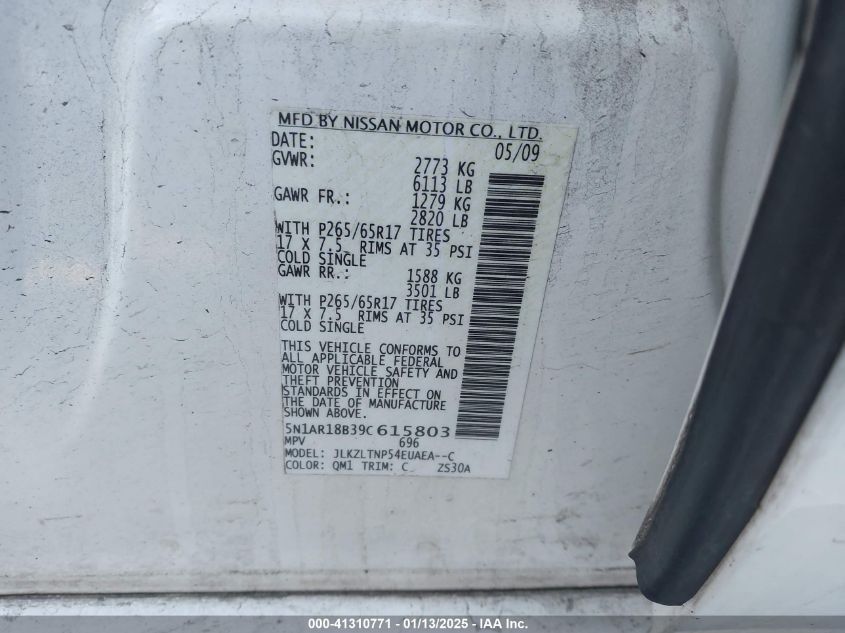 MFD BY NISSAN MOTOR CO., LTD.
DATE: 05/09
GVWR: 2773 KG
6113 LB
GAWR FR.: 1279 KG
2820 LB
WITH P265/65R17 TIRES
17 X 7.5 RIMS AT 35 PSI
COLD SINGLE
GAWR RR.: 1588 KG
3501 LB
WITH P265/65R17 TIRES
17 X 7.5 RIMS AT 35 PSI
COLD SINGLE
THIS VEHICLE CONFORMS TO
ALL APPLICABLE FEDERAL
MOTOR VEHICLE SAFETY AND
THEFT PREVENTION
STANDARDS IN EFFECT ON
THE DATE OF MANUFACTURE
SHOWN ABOVE.
5N1AR18B39C615803
MPV 696
MODEL: JLKZLTNP54EUAEA--C
COLOR: QM1 TRIM: C ZS30A
000-41310771 - 01/13/2025 - IAA Inc.